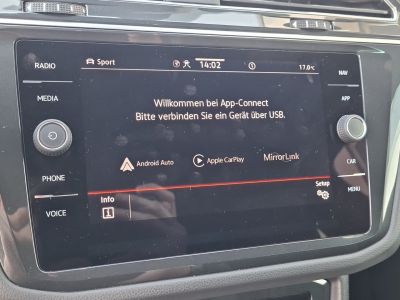 RADIO
MEDIA
PHONE
VOICE
Sport
14:02
17.0°C
Willkommen bei App-Connect
Bitte verbinden Sie ein Gerät über USB.
Android Auto
Apple CarPlay
MirrorLink
Info
Setup
NAV
APP
CAR
MENU